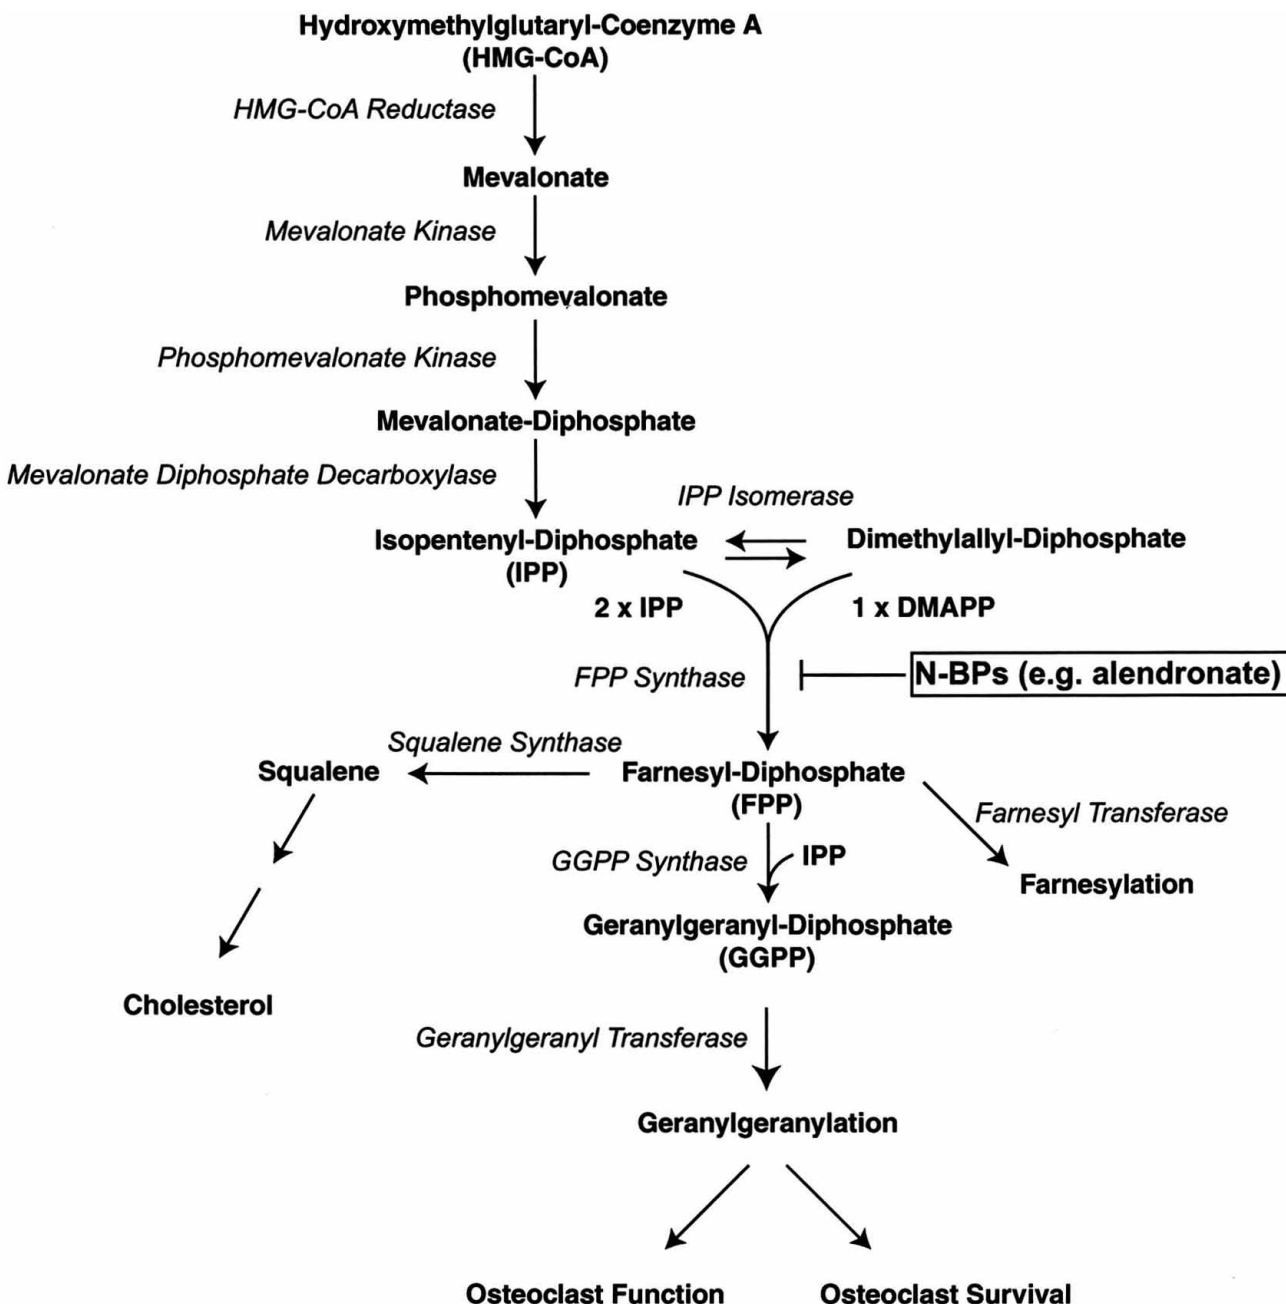 Hydroxymethylglutaryl-Coenzyme A
(HMG-CoA)
HMG-CoA Reductase
Mevalonate
Mevalonate Kinase
Phosphomevalonate
Phosphomevalonate Kinase
Mevalonate-Diphosphate
Mevalonate Diphosphate Decarboxylase
IPP Isomerase
Isopentenyl-Diphosphate
(IPP)
Dimethylallyl-Diphosphate
2 x IPP
1 x DMAPP
FPP Synthase
N-BPs (e.g. alendronate)
Squalene Synthase
Squalene
Farnesyl-Diphosphate
(FPP)
Farnesyl Transferase
GGPP Synthase
IPP
Farnesylation
Geranylgeranyl-Diphosphate
(GGPP)
Cholesterol
Geranylgeranyl Transferase
Geranylgeranylation
Osteoclast Function
Osteoclast Survival